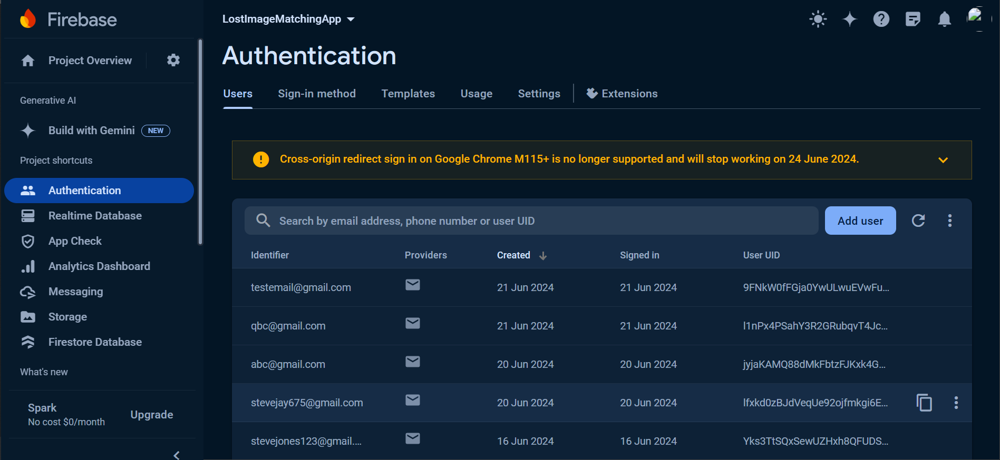 Firebase
LostImageMatchingApp
Project Overview
Authentication
Users Sign-in method Templates Usage Settings Extensions
Generative AI
Build with Gemini NEW
Project shortcuts
Authentication
Realtime Database
App Check
Analytics Dashboard
Messaging
Storage
Firestore Database
What's new
Spark
No cost $0/month
Upgrade
Cross-origin redirect sign in on Google Chrome M115+ is no longer supported and will stop working on 24 June 2024.
Search by email address, phone number or user UID Add user
Identifier Providers Created Signed in User UID
testemail@gmail.com 21 Jun 2024 21 Jun 2024 9FNkW0fFGja0YwULwuEVwFu...
qbc@gmail.com 21 Jun 2024 21 Jun 2024 l1nPx4PSahY3R2GRubqvT4Jc...
abc@gmail.com 20 Jun 2024 20 Jun 2024 jyjaKAMQ88dMkFbtzFJKxk4G...
stevejay675@gmail.com 20 Jun 2024 20 Jun 2024 lfxkd0zBJdVeqUe92ojfmkgi6E...
stevejones123@gmail.... 16 Jun 2024 16 Jun 2024 Yks3TtSQxSewUZHxh8QFUDS...